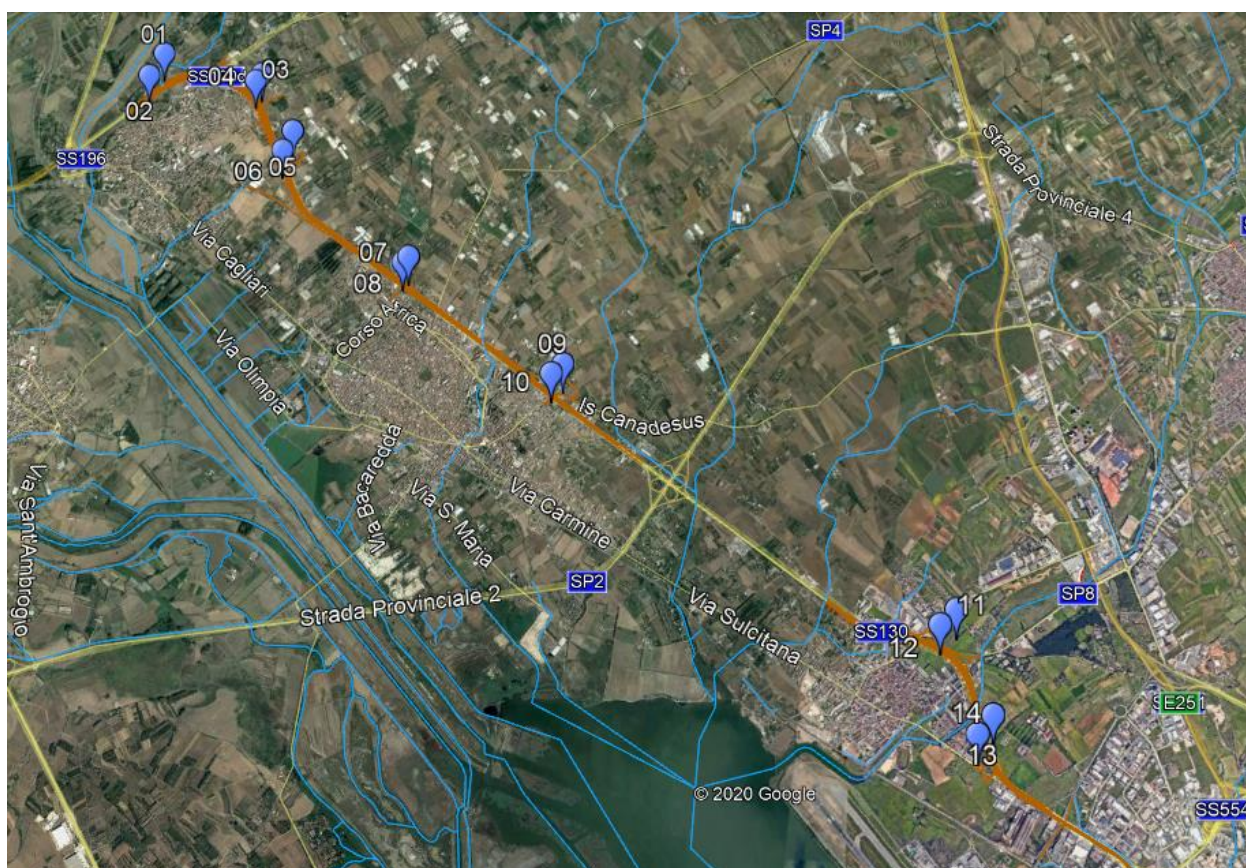 01
SP4
04
03
02
SS196
05
06
Strada Provinciale 4
Via Cagliari
07
08
Corso Africa
Via Olimpia
09
10
Is Canadesus
Via Bacaredda
Via S. Maria
Via Carmine
Via Sant'Ambrogio
SP2
Strada Provinciale 2
Via Sulcitana
SP8
11
SS130
12
E251
14
13
© 2020 Google
SS554